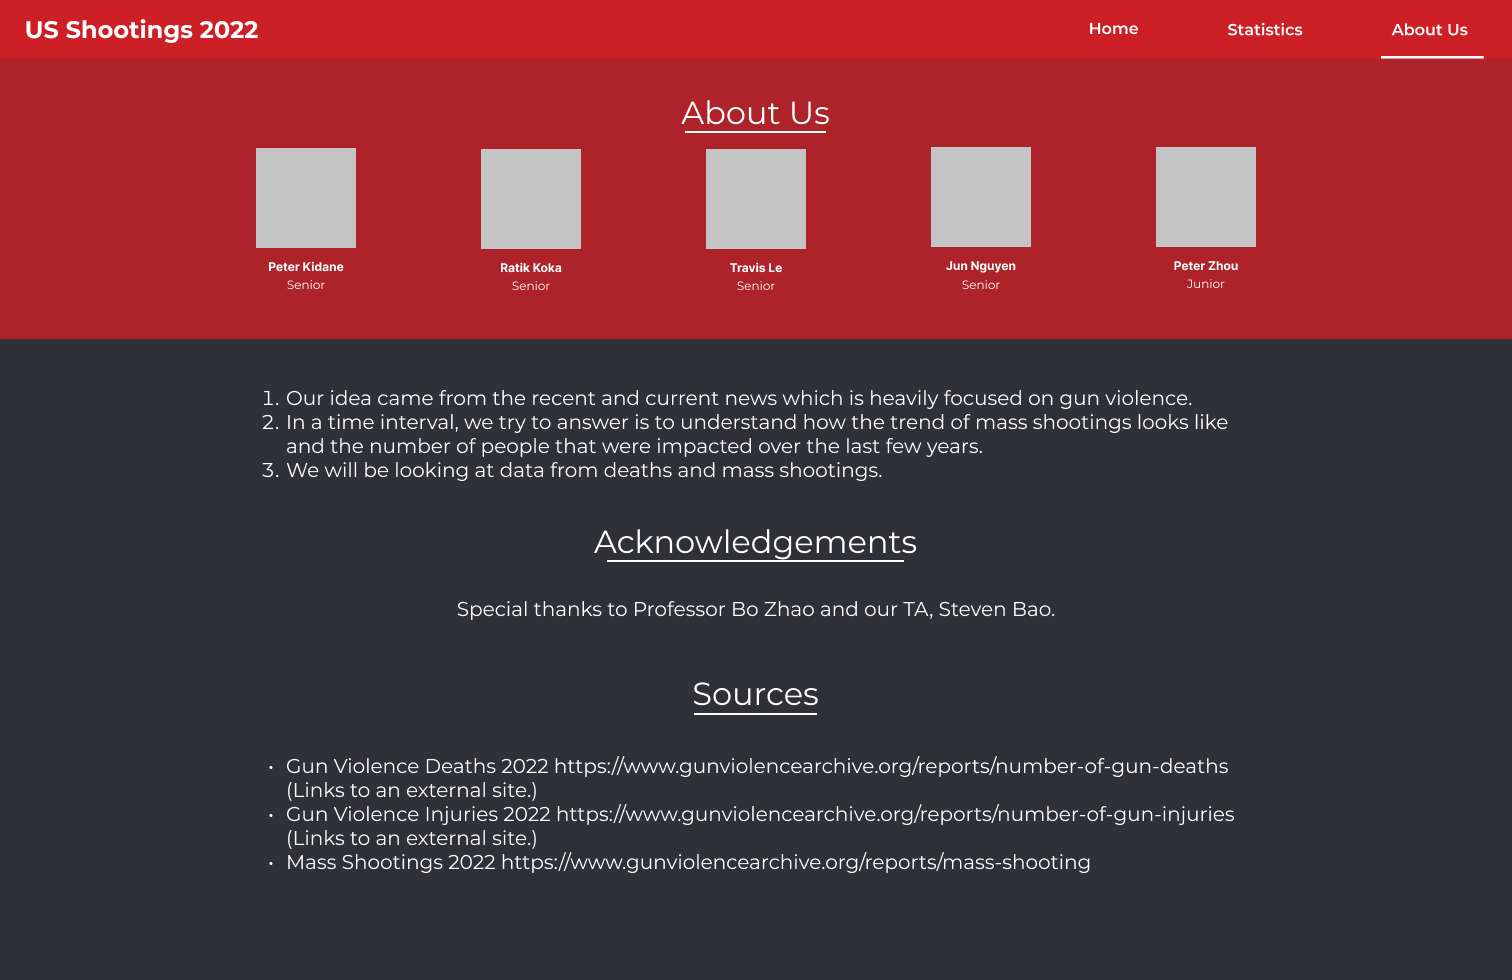 US Shootings 2022
Home
Statistics
About Us
About Us
Peter Kidane
Senior
Ratik Koka
Senior
Travis Le
Senior
Jun Nguyen
Senior
Peter Zhou
Junior
1. Our idea came from the recent and current news which is heavily focused on gun violence.
2. In a time interval, we try to answer is to understand how the trend of mass shootings looks like
and the number of people that were impacted over the last few years.
3. We will be looking at data from deaths and mass shootings.
Acknowledgements
Special thanks to Professor Bo Zhao and our TA, Steven Bao.
Sources
• Gun Violence Deaths 2022 https://www.gunviolencearchive.org/reports/number-of-gun-deaths
(Links to an external site.)
• Gun Violence Injuries 2022 https://www.gunviolencearchive.org/reports/number-of-gun-injuries
(Links to an external site.)
• Mass Shootings 2022 https://www.gunviolencearchive.org/reports/mass-shooting